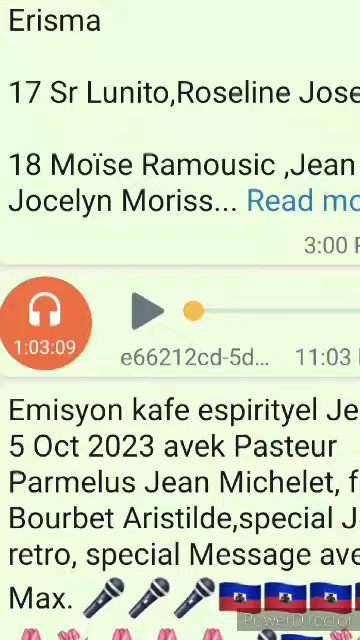 Erisma
17 Sr Lunito,Roseline Jose
18 Moïse Ramousic ,Jean
Jocelyn Moriss... Read mo
3:00 P
1:03:09
e66212cd-5d... 11:03
Emisyon kafe espirityel Je
5 Oct 2023 avek Pasteur
Parmelus Jean Michelet, f
Bourbet Aristilde,special J
retro, special Message ave
Max. 🎤🎤🎤🇭🇹🇭🇹🇭🇹
PowerDirector